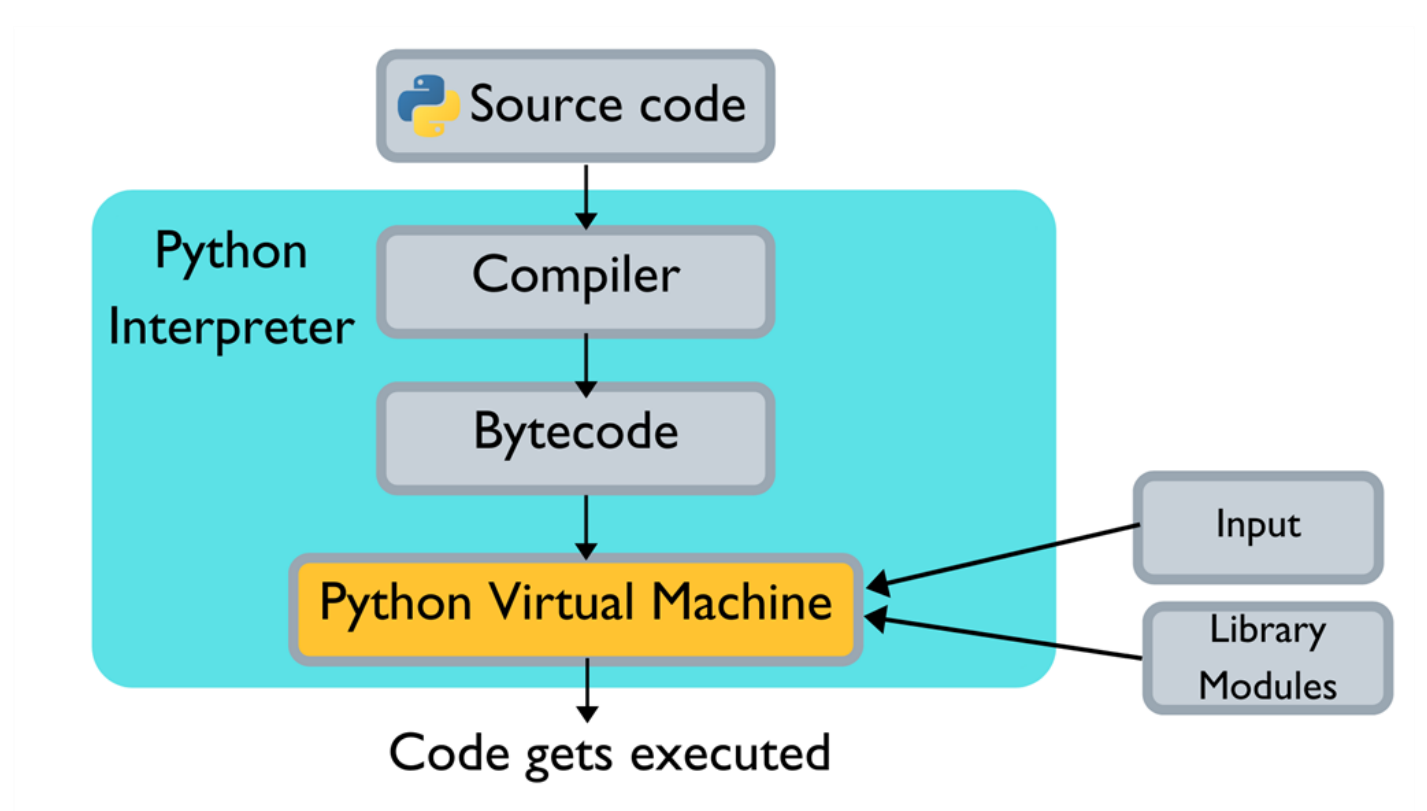 Source code
Python
Interpreter
Compiler
Bytecode
Python Virtual Machine
Input
Library
Modules
Code gets executed